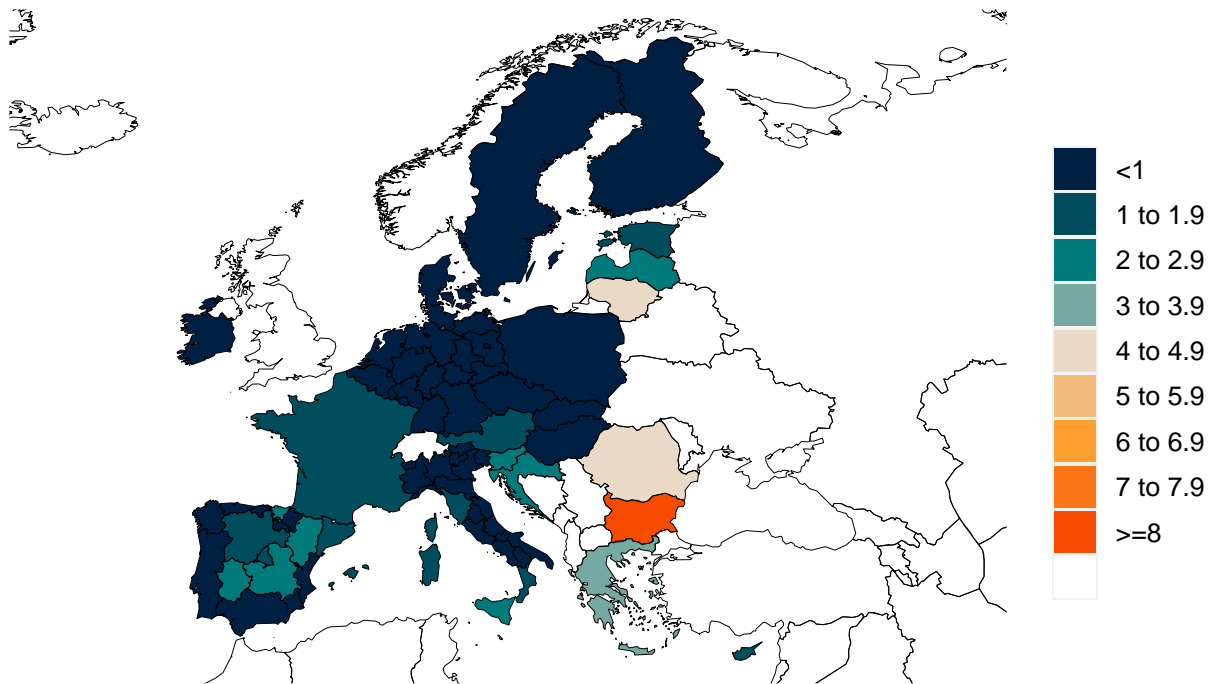 <1
1 to 1.9
2 to 2.9
3 to 3.9
4 to 4.9
5 to 5.9
6 to 6.9
7 to 7.9
>=8